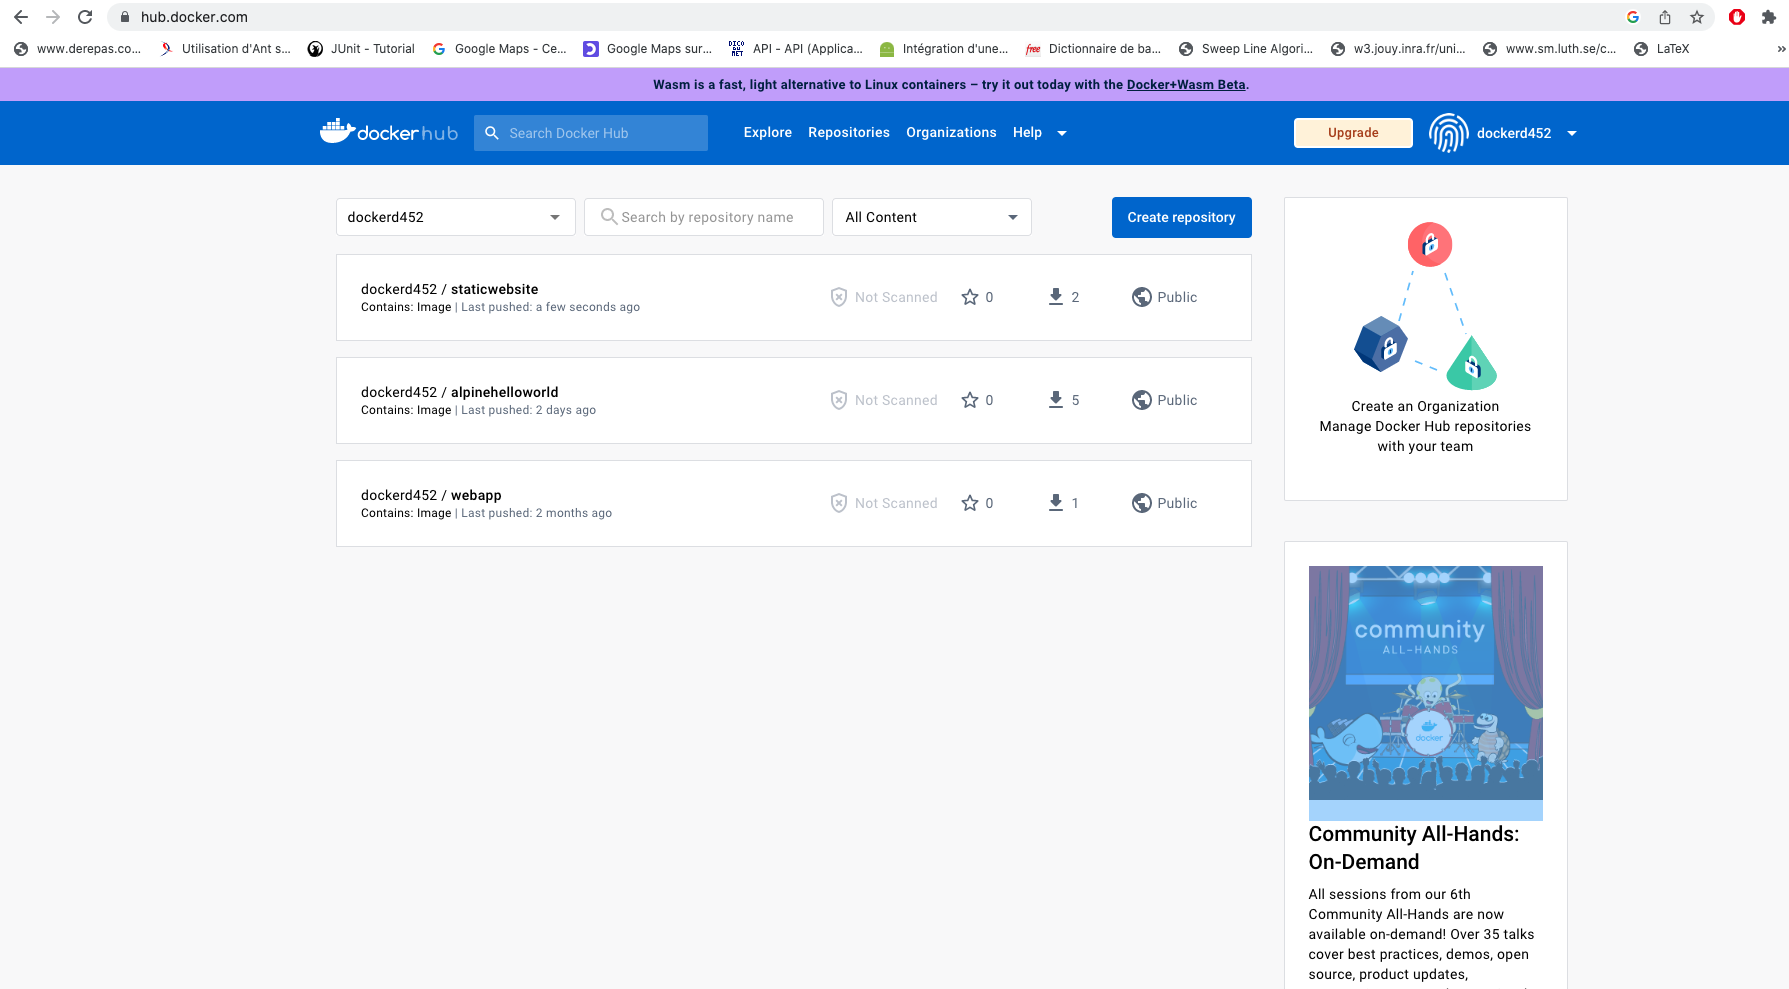 hub.docker.com
www.derepas.co... Utilisation d'Ant s... JUnit - Tutorial Google Maps - Ce... Google Maps sur... DICO DU NET API - API (Applica... Intégration d'une... free Dictionnaire de ba... Sweep Line Algori... w3.jouy.inra.fr/uni... www.sm.luth.se/c... LaTeX »
Wasm is a fast, light alternative to Linux containers – try it out today with the Docker+Wasm Beta.
dockerhub Search Docker Hub Explore Repositories Organizations Help Upgrade dockerd452
dockerd452 Search by repository name All Content Create repository
dockerd452 / staticwebsite
Contains: Image | Last pushed: a few seconds ago
Not Scanned 0 2 Public
dockerd452 / alpinehelloworld
Contains: Image | Last pushed: 2 days ago
Not Scanned 0 5 Public
dockerd452 / webapp
Contains: Image | Last pushed: 2 months ago
Not Scanned 0 1 Public
Create an Organization
Manage Docker Hub repositories
with your team
community
ALL-HANDS
docker
Community All-Hands:
On-Demand
All sessions from our 6th
Community All-Hands are now
available on-demand! Over 35 talks
cover best practices, demos, open
source, product updates,